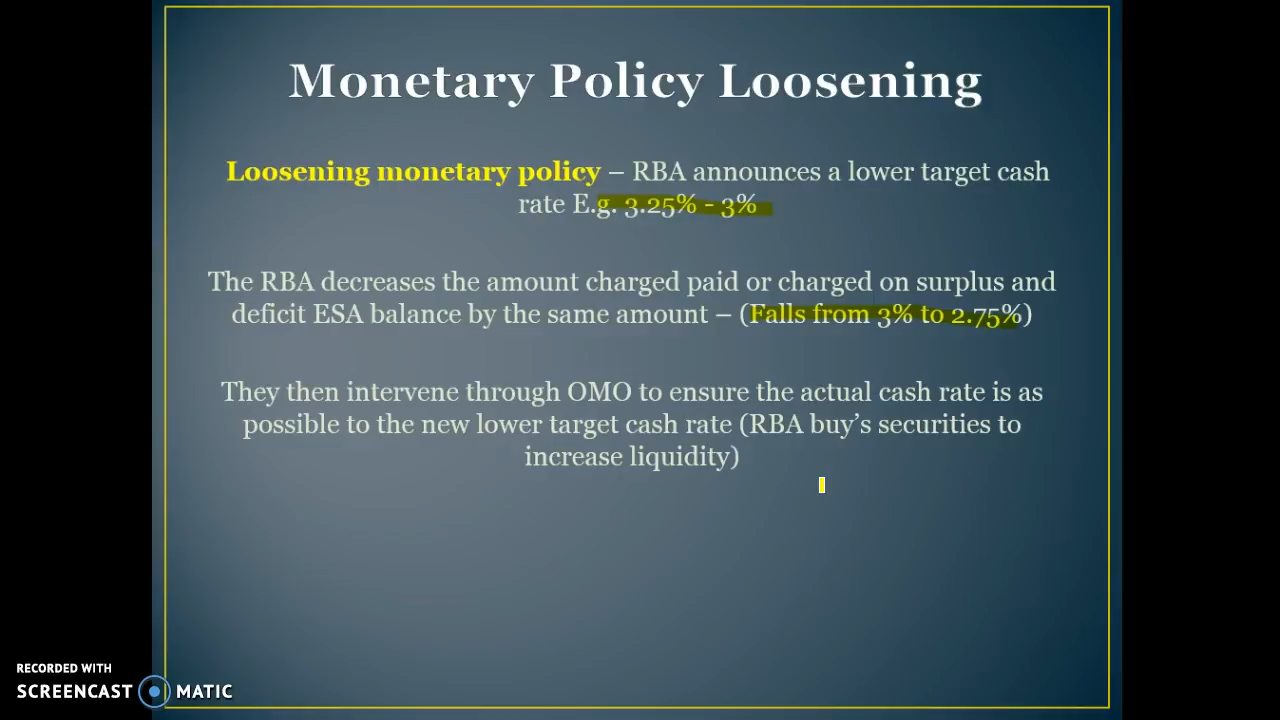 Monetary Policy Loosening
Loosening monetary policy – RBA announces a lower target cash
rate E.g. 3.25% - 3%
The RBA decreases the amount charged paid or charged on surplus and
deficit ESA balance by the same amount – (Falls from 3% to 2.75%)
They then intervene through OMO to ensure the actual cash rate is as
possible to the new lower target cash rate (RBA buy’s securities to
increase liquidity)
RECORDED WITH
SCREENCAST MATIC